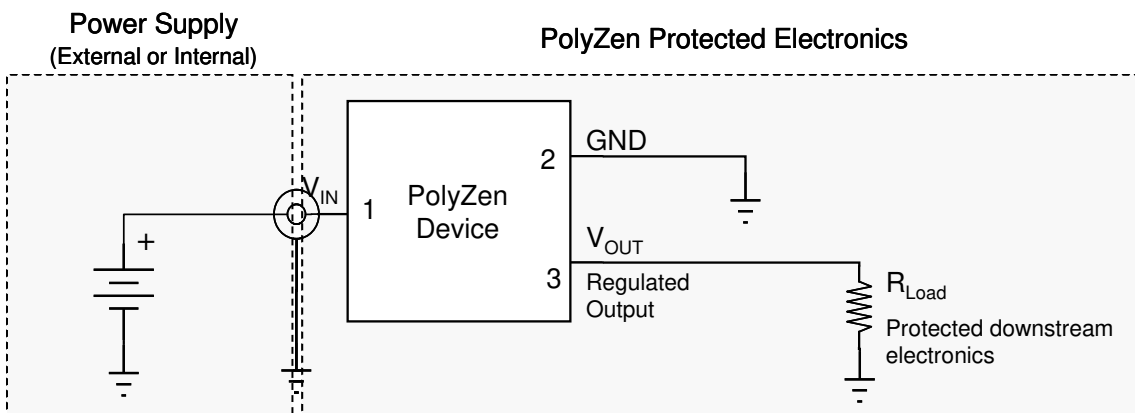 Power Supply
(External or Internal)
PolyZen Protected Electronics
2
GND
VIN
1
PolyZen
Device
+
VOUT
3
Regulated
Output
RLoad
Protected downstream
electronics